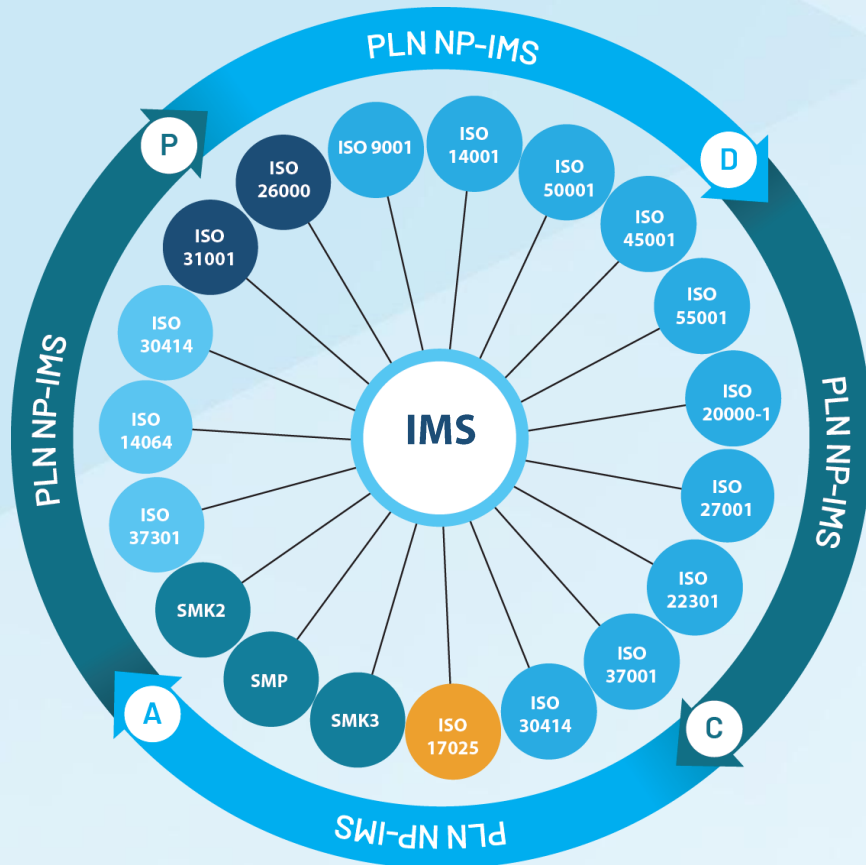 PLN NP-IMS
P
D
ISO 9001
ISO
14001
ISO
50001
ISO
45001
ISO
55001
ISO
20000-1
ISO
27001
ISO
22301
ISO
37001
ISO
30414
ISO
17025
SMK3
SMP
SMK2
ISO
37301
ISO
14064
ISO
30414
ISO
31001
ISO
26000
IMS
PLN NP-IMS
C
PLN NP-IMS
A
PLN NP-IMS